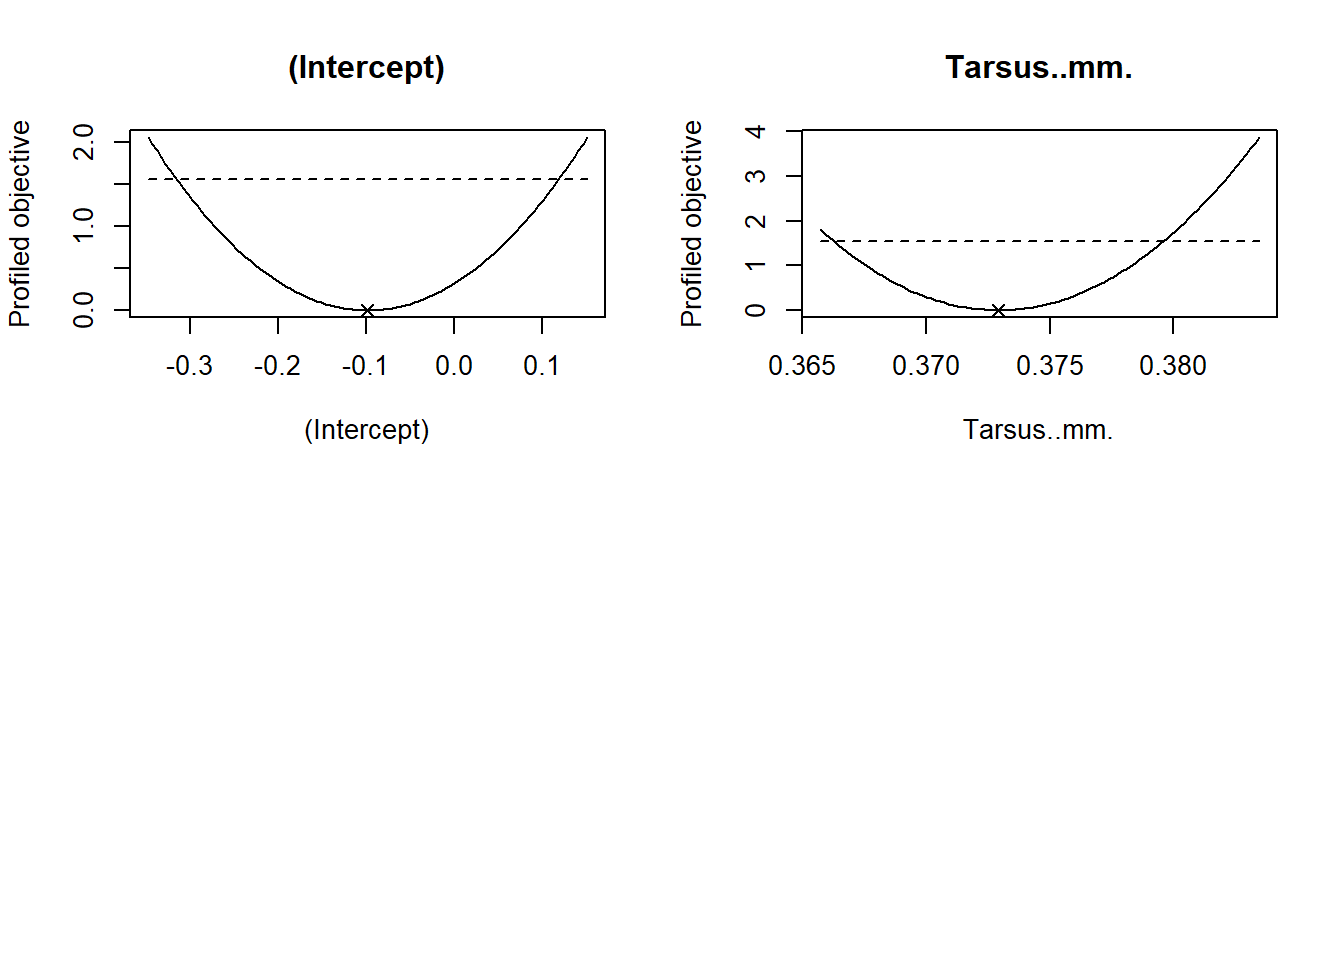 (Intercept)
Profiled objective
2.0
1.0
0.0
-0.3 -0.2 -0.1 0.0 0.1
(Intercept)
Tarsus..mm.
Profiled objective
4
3
2
1
0
0.365 0.370 0.375 0.380
Tarsus..mm.